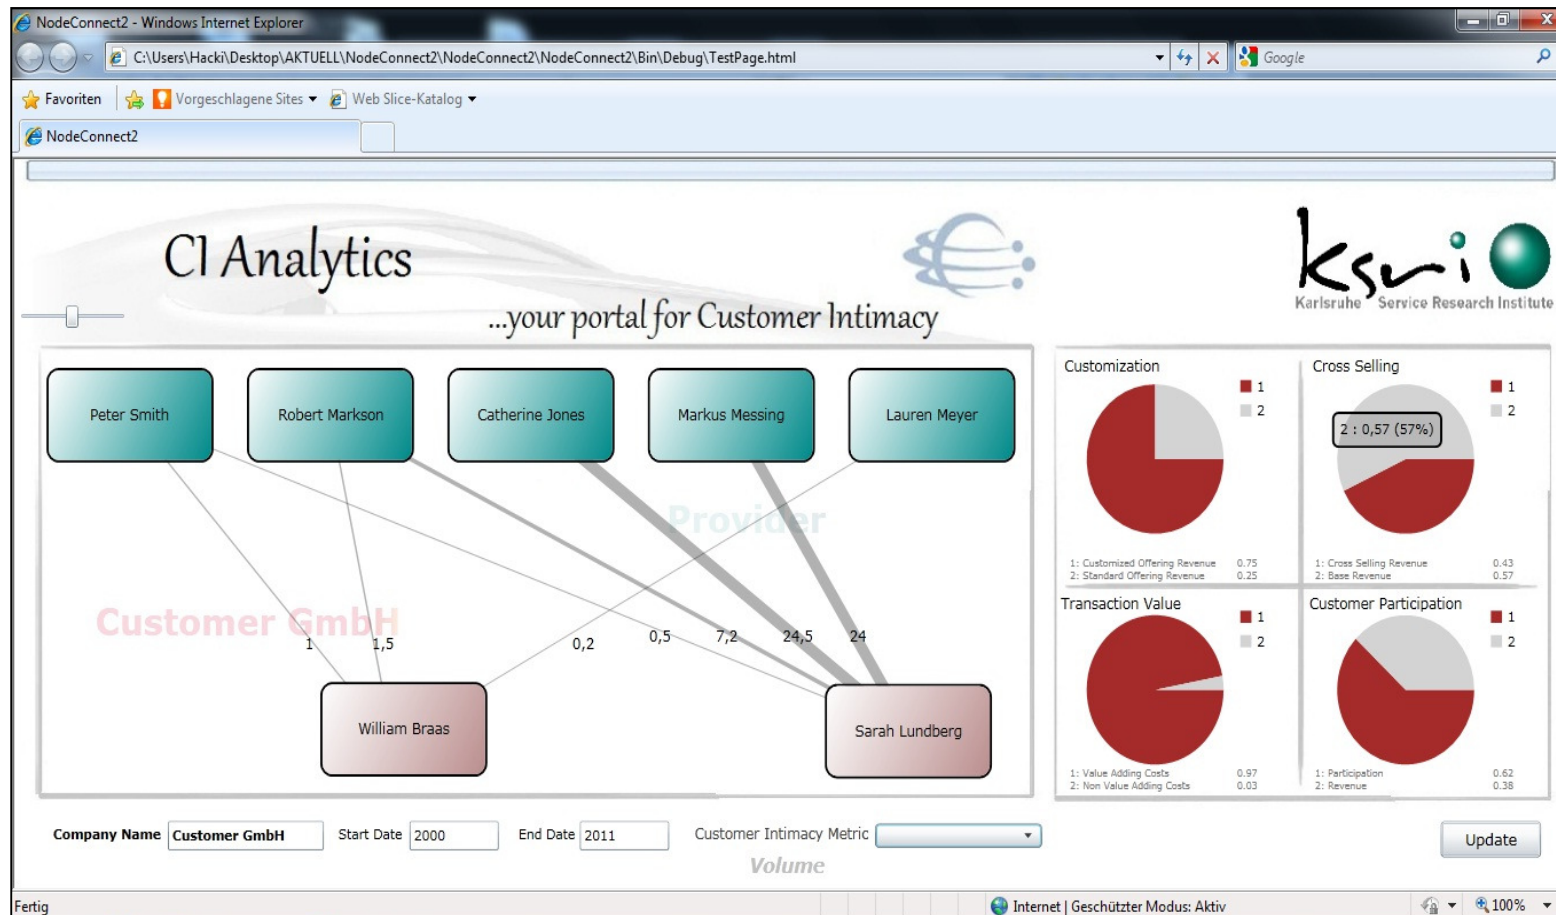 NodeConnect2 - Windows Internet Explorer
C:\Users\Hacki\Desktop\AKTUELL\NodeConnect2\NodeConnect2\NodeConnect2\Bin\Debug\TestPage.html
Google
Favoriten
Vorgeschlagene Sites
Web Slice-Katalog
NodeConnect2
CI Analytics
...your portal for Customer Intimacy
ksri
Karlsruhe Service Research Institute
Peter Smith
Robert Markson
Catherine Jones
Markus Messing
Lauren Meyer
Provider
Customer GmbH
1
1,5
0,2
0,5
7,2
24,5
24
William Braas
Sarah Lundberg
Customization
1
2
1: Customized Offering Revenue 0.75
2: Standard Offering Revenue 0.25
Cross Selling
1
2
2 : 0,57 (57%)
1: Cross Selling Revenue 0.43
2: Base Revenue 0.57
Transaction Value
1
2
1: Value Adding Costs 0.97
2: Non Value Adding Costs 0.03
Customer Participation
1
2
1: Participation 0.62
2: Revenue 0.38
Company Name Customer GmbH Start Date 2000 End Date 2011 Customer Intimacy Metric
Update
Volume
Fertig
Internet | Geschützter Modus: Aktiv
100%